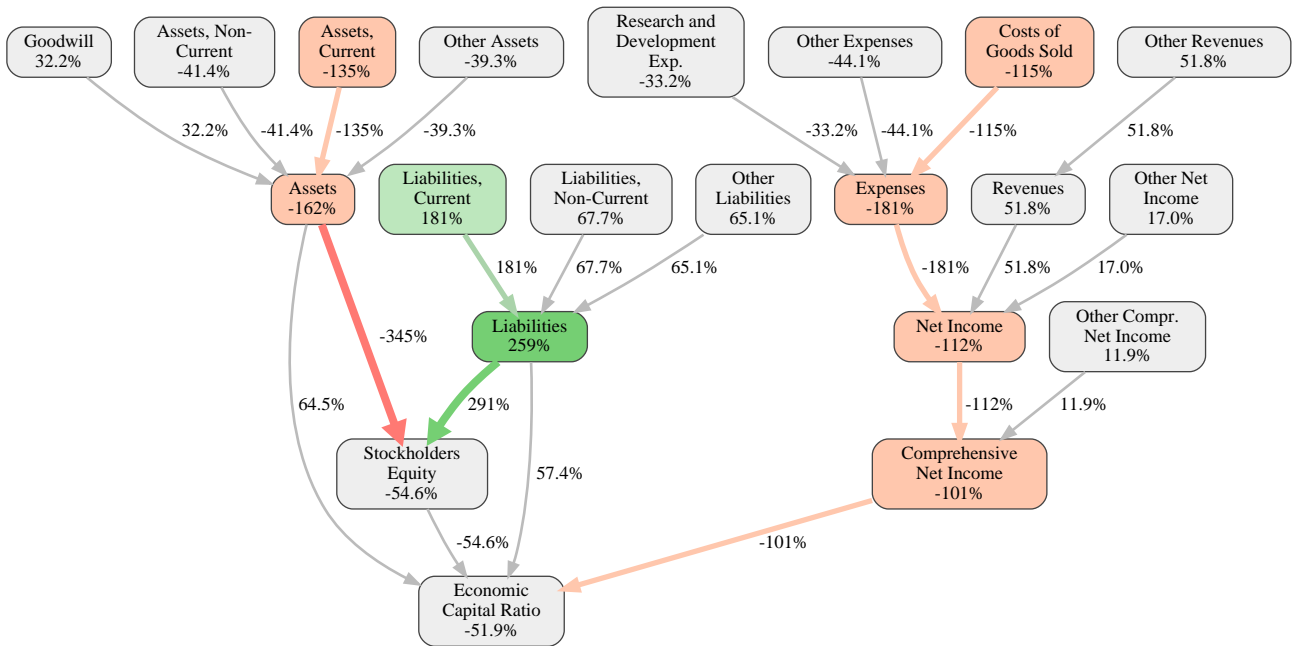 Goodwill
32.2%
Assets, Non-
Current
-41.4%
Assets,
Current
-135%
Other Assets
-39.3%
Research and
Development
Exp.
-33.2%
Other Expenses
-44.1%
Costs of
Goods Sold
-115%
Other Revenues
51.8%
32.2%
-41.4%
-135%
-39.3%
-33.2%
-44.1%
-115%
51.8%
Assets
-162%
Liabilities,
Current
181%
Liabilities,
Non-Current
67.7%
Other
Liabilities
65.1%
Expenses
-181%
Revenues
51.8%
Other Net
Income
17.0%
181%
67.7%
65.1%
-181%
51.8%
17.0%
Liabilities
259%
Net Income
-112%
Other Compr.
Net Income
11.9%
-345%
64.5%
291%
57.4%
-112%
11.9%
Stockholders
Equity
-54.6%
Comprehensive
Net Income
-101%
-54.6%
-101%
Economic
Capital Ratio
-51.9%